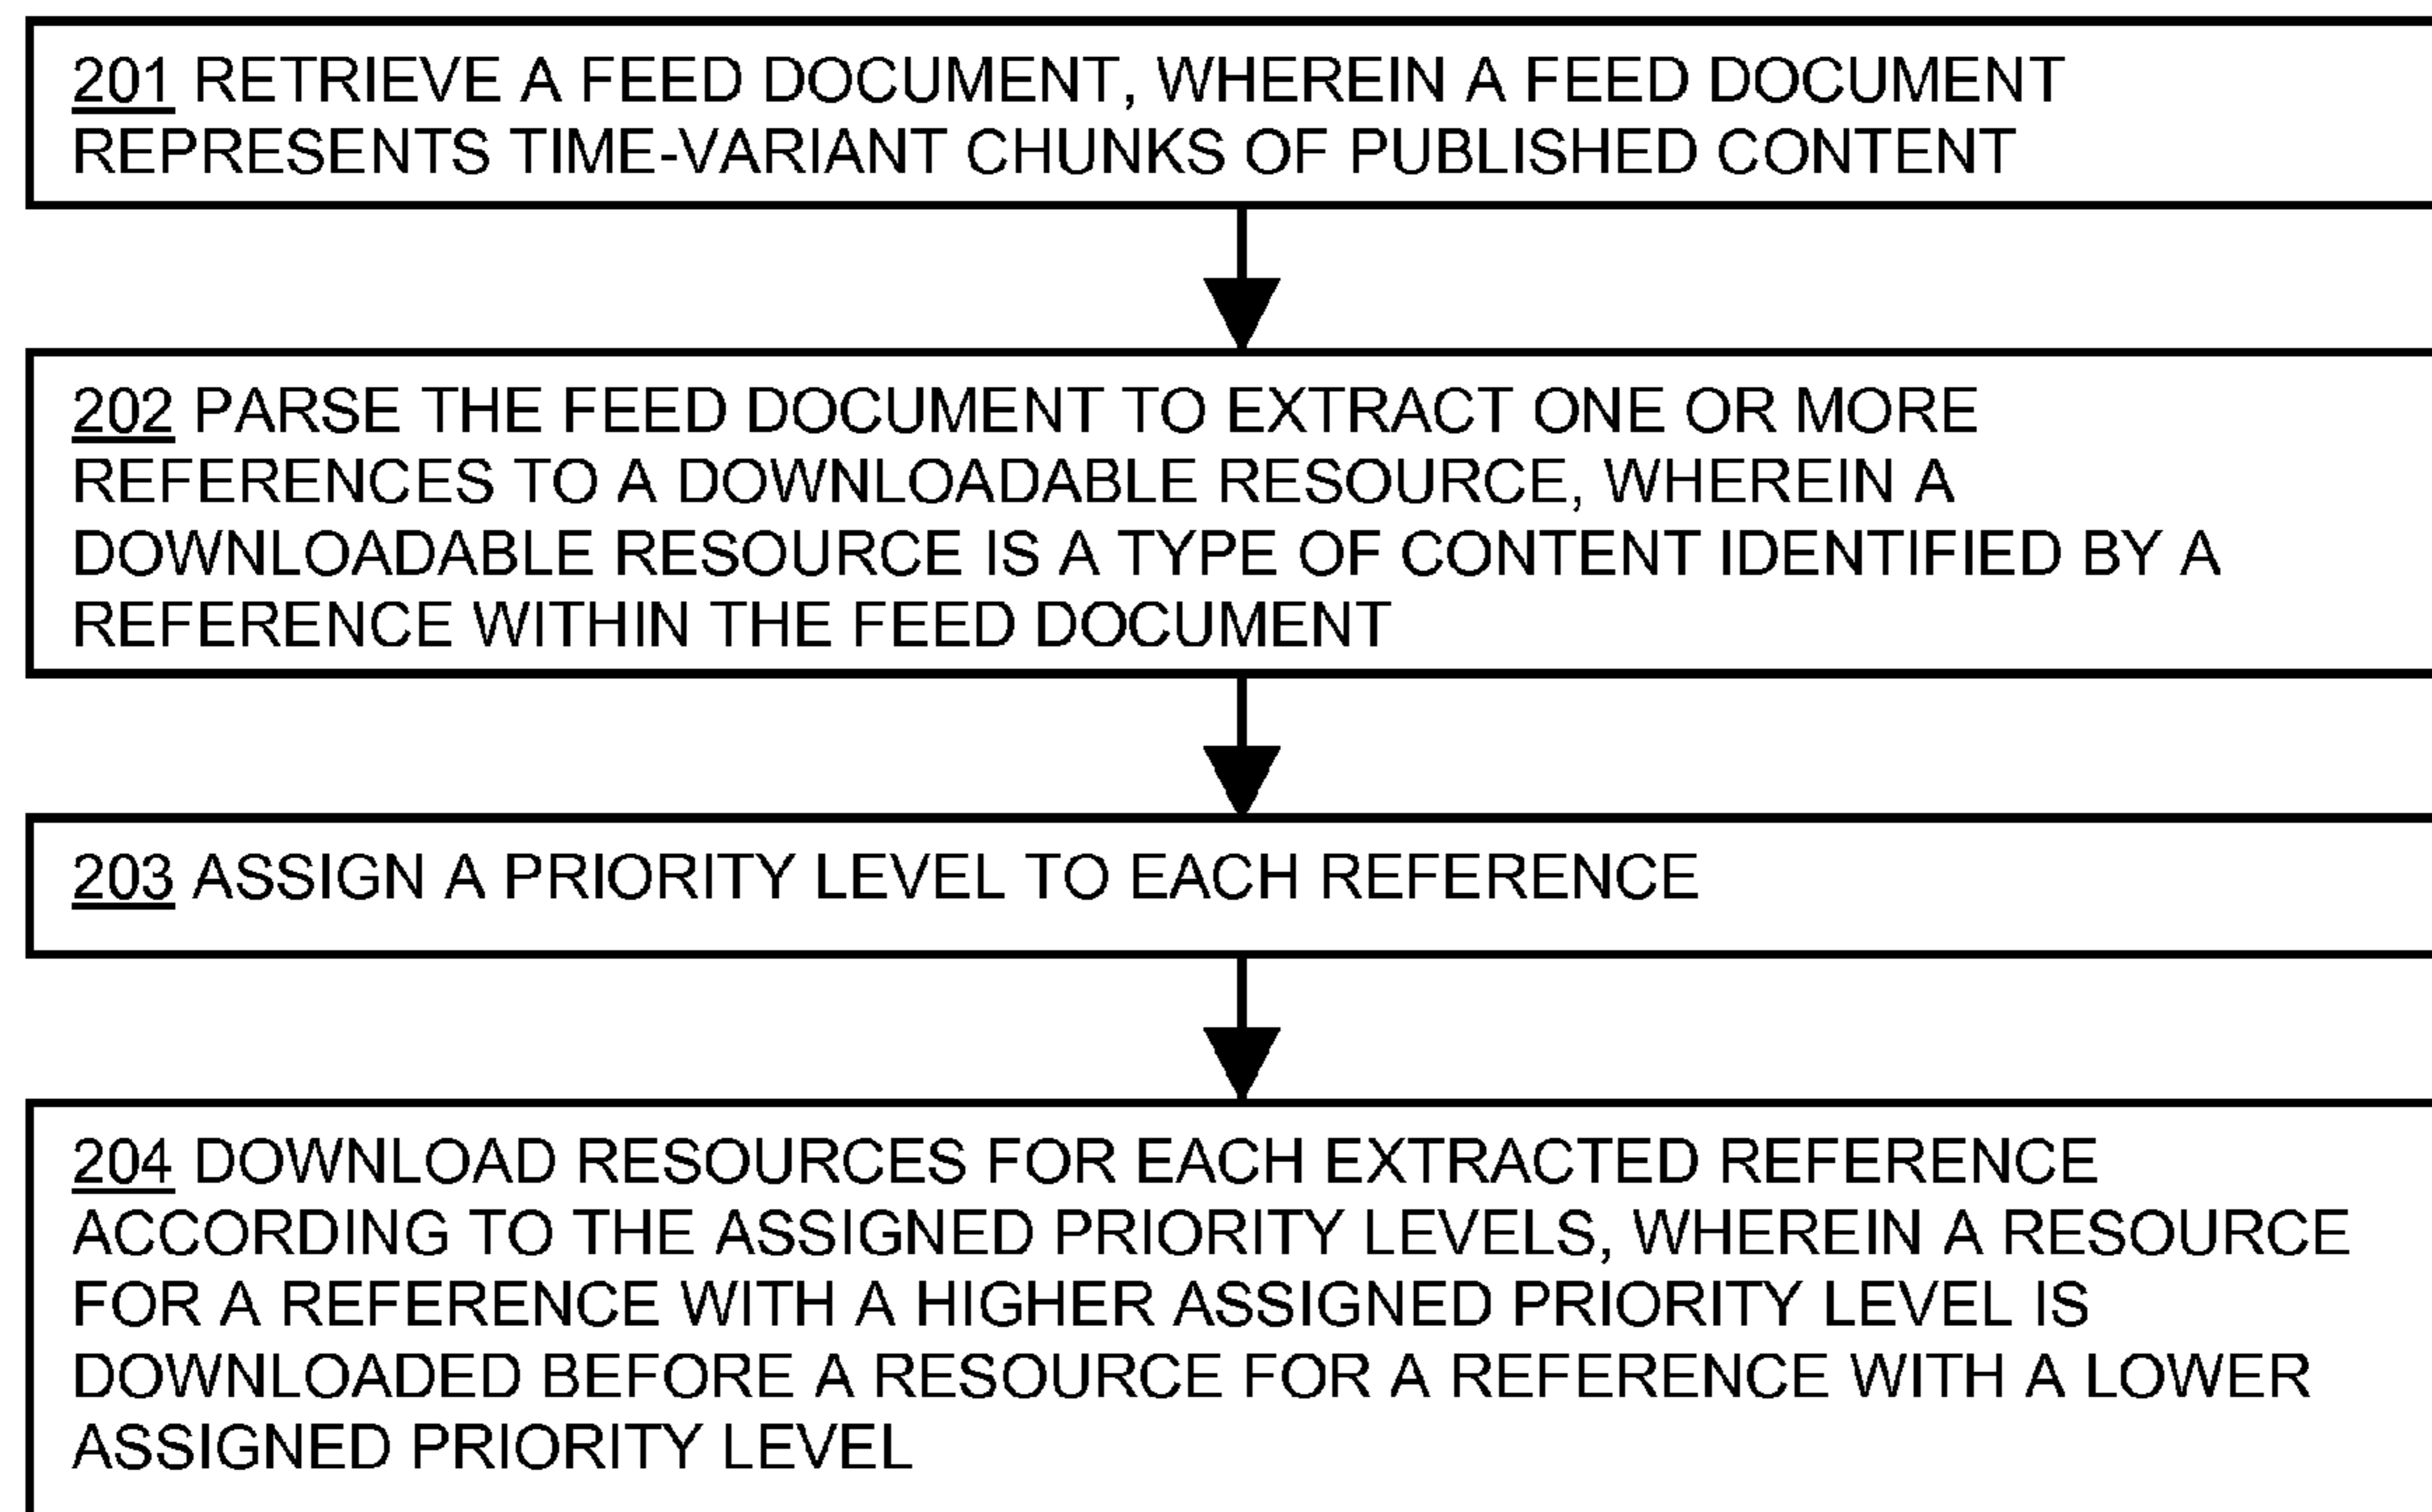 201 RETRIEVE A FEED DOCUMENT, WHEREIN A FEED DOCUMENT
REPRESENTS TIME-VARIANT CHUNKS OF PUBLISHED CONTENT
202 PARSE THE FEED DOCUMENT TO EXTRACT ONE OR MORE
REFERENCES TO A DOWNLOADABLE RESOURCE, WHEREIN A
DOWNLOADABLE RESOURCE IS A TYPE OF CONTENT IDENTIFIED BY A
REFERENCE WITHIN THE FEED DOCUMENT
203 ASSIGN A PRIORITY LEVEL TO EACH REFERENCE
204 DOWNLOAD RESOURCES FOR EACH EXTRACTED REFERENCE
ACCORDING TO THE ASSIGNED PRIORITY LEVELS, WHEREIN A RESOURCE
FOR A REFERENCE WITH A HIGHER ASSIGNED PRIORITY LEVEL IS
DOWNLOADED BEFORE A RESOURCE FOR A REFERENCE WITH A LOWER
ASSIGNED PRIORITY LEVEL